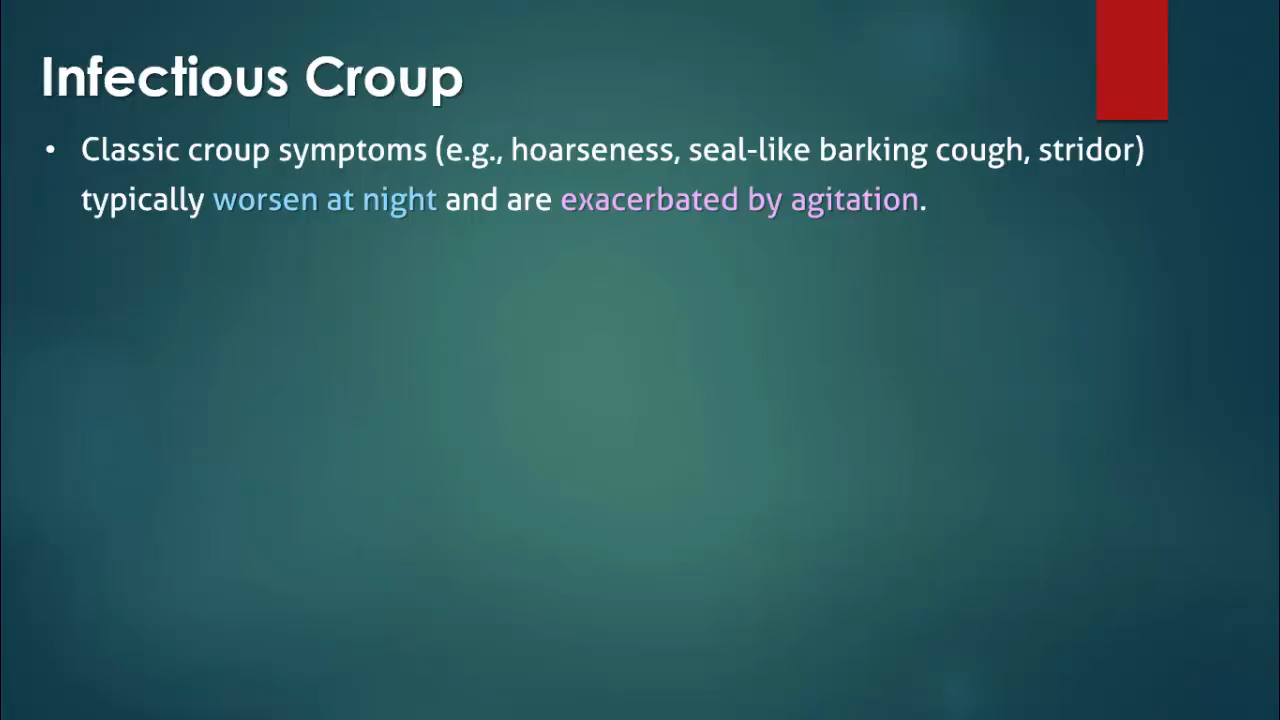 Infectious Croup
• Classic croup symptoms (e.g., hoarseness, seal-like barking cough, stridor)
typically worsen at night and are exacerbated by agitation.